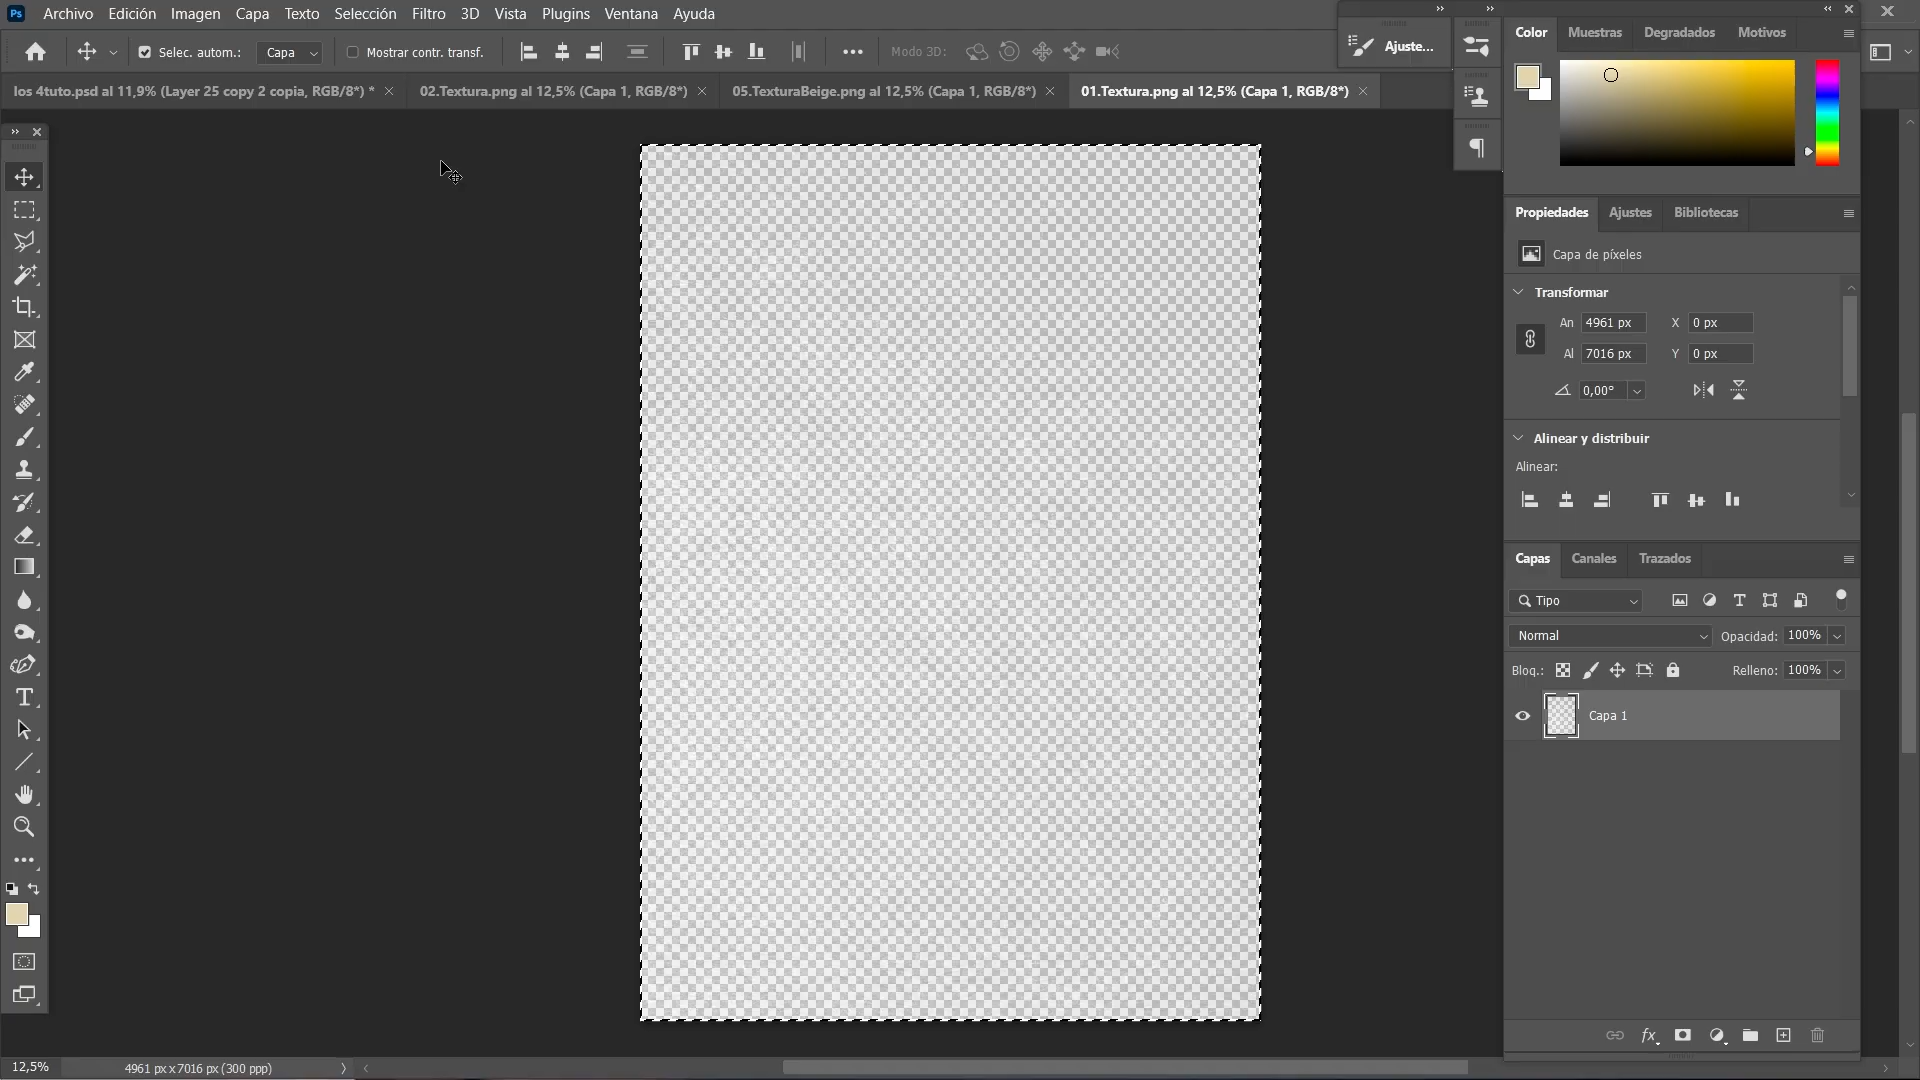 Ps Archivo Edición Imagen Capa Texto Selección Filtro 3D Vista Plugins Ventana Ayuda
Selec. autom.: Capa Mostrar contr. transf. Modo 3D: Ajuste...
los 4tuto.psd al 11,9% (Layer 25 copy 2 copia, RGB/8*) * 02.Textura.png al 12,5% (Capa 1, RGB/8*) 05.TexturaBeige.png al 12,5% (Capa 1, RGB/8*) 01.Textura.png al 12,5% (Capa 1, RGB/8*)
Color Muestras Degradados Motivos
Propiedades Ajustes Bibliotecas
Capa de píxeles
Transformar
An 4961 px X 0 px
Al 7016 px Y 0 px
0,00°
Alinear y distribuir
Alinear:
Capas Canales Trazados
Tipo
Normal Opacidad: 100%
Bloq.: Relleno: 100%
Capa 1
fx
12,5% 4961 px x 7016 px (300 ppp)